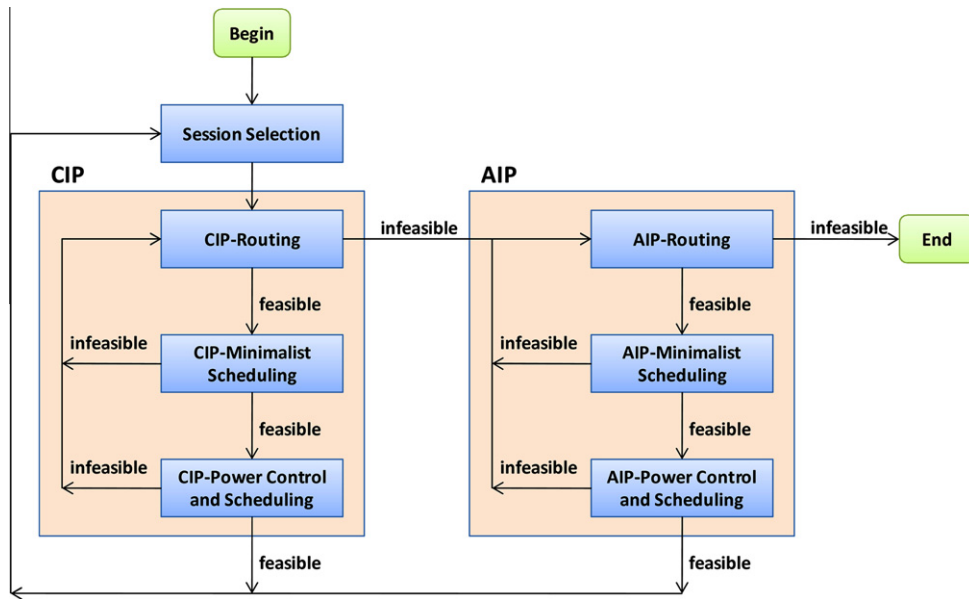 Begin
Session Selection
CIP
AIP
CIP-Routing
infeasible
AIP-Routing
infeasible
End
feasible
feasible
infeasible
CIP-Minimalist
Scheduling
infeasible
AIP-Minimalist
Scheduling
feasible
feasible
infeasible
CIP-Power Control
and Scheduling
infeasible
AIP-Power Control
and Scheduling
feasible
feasible